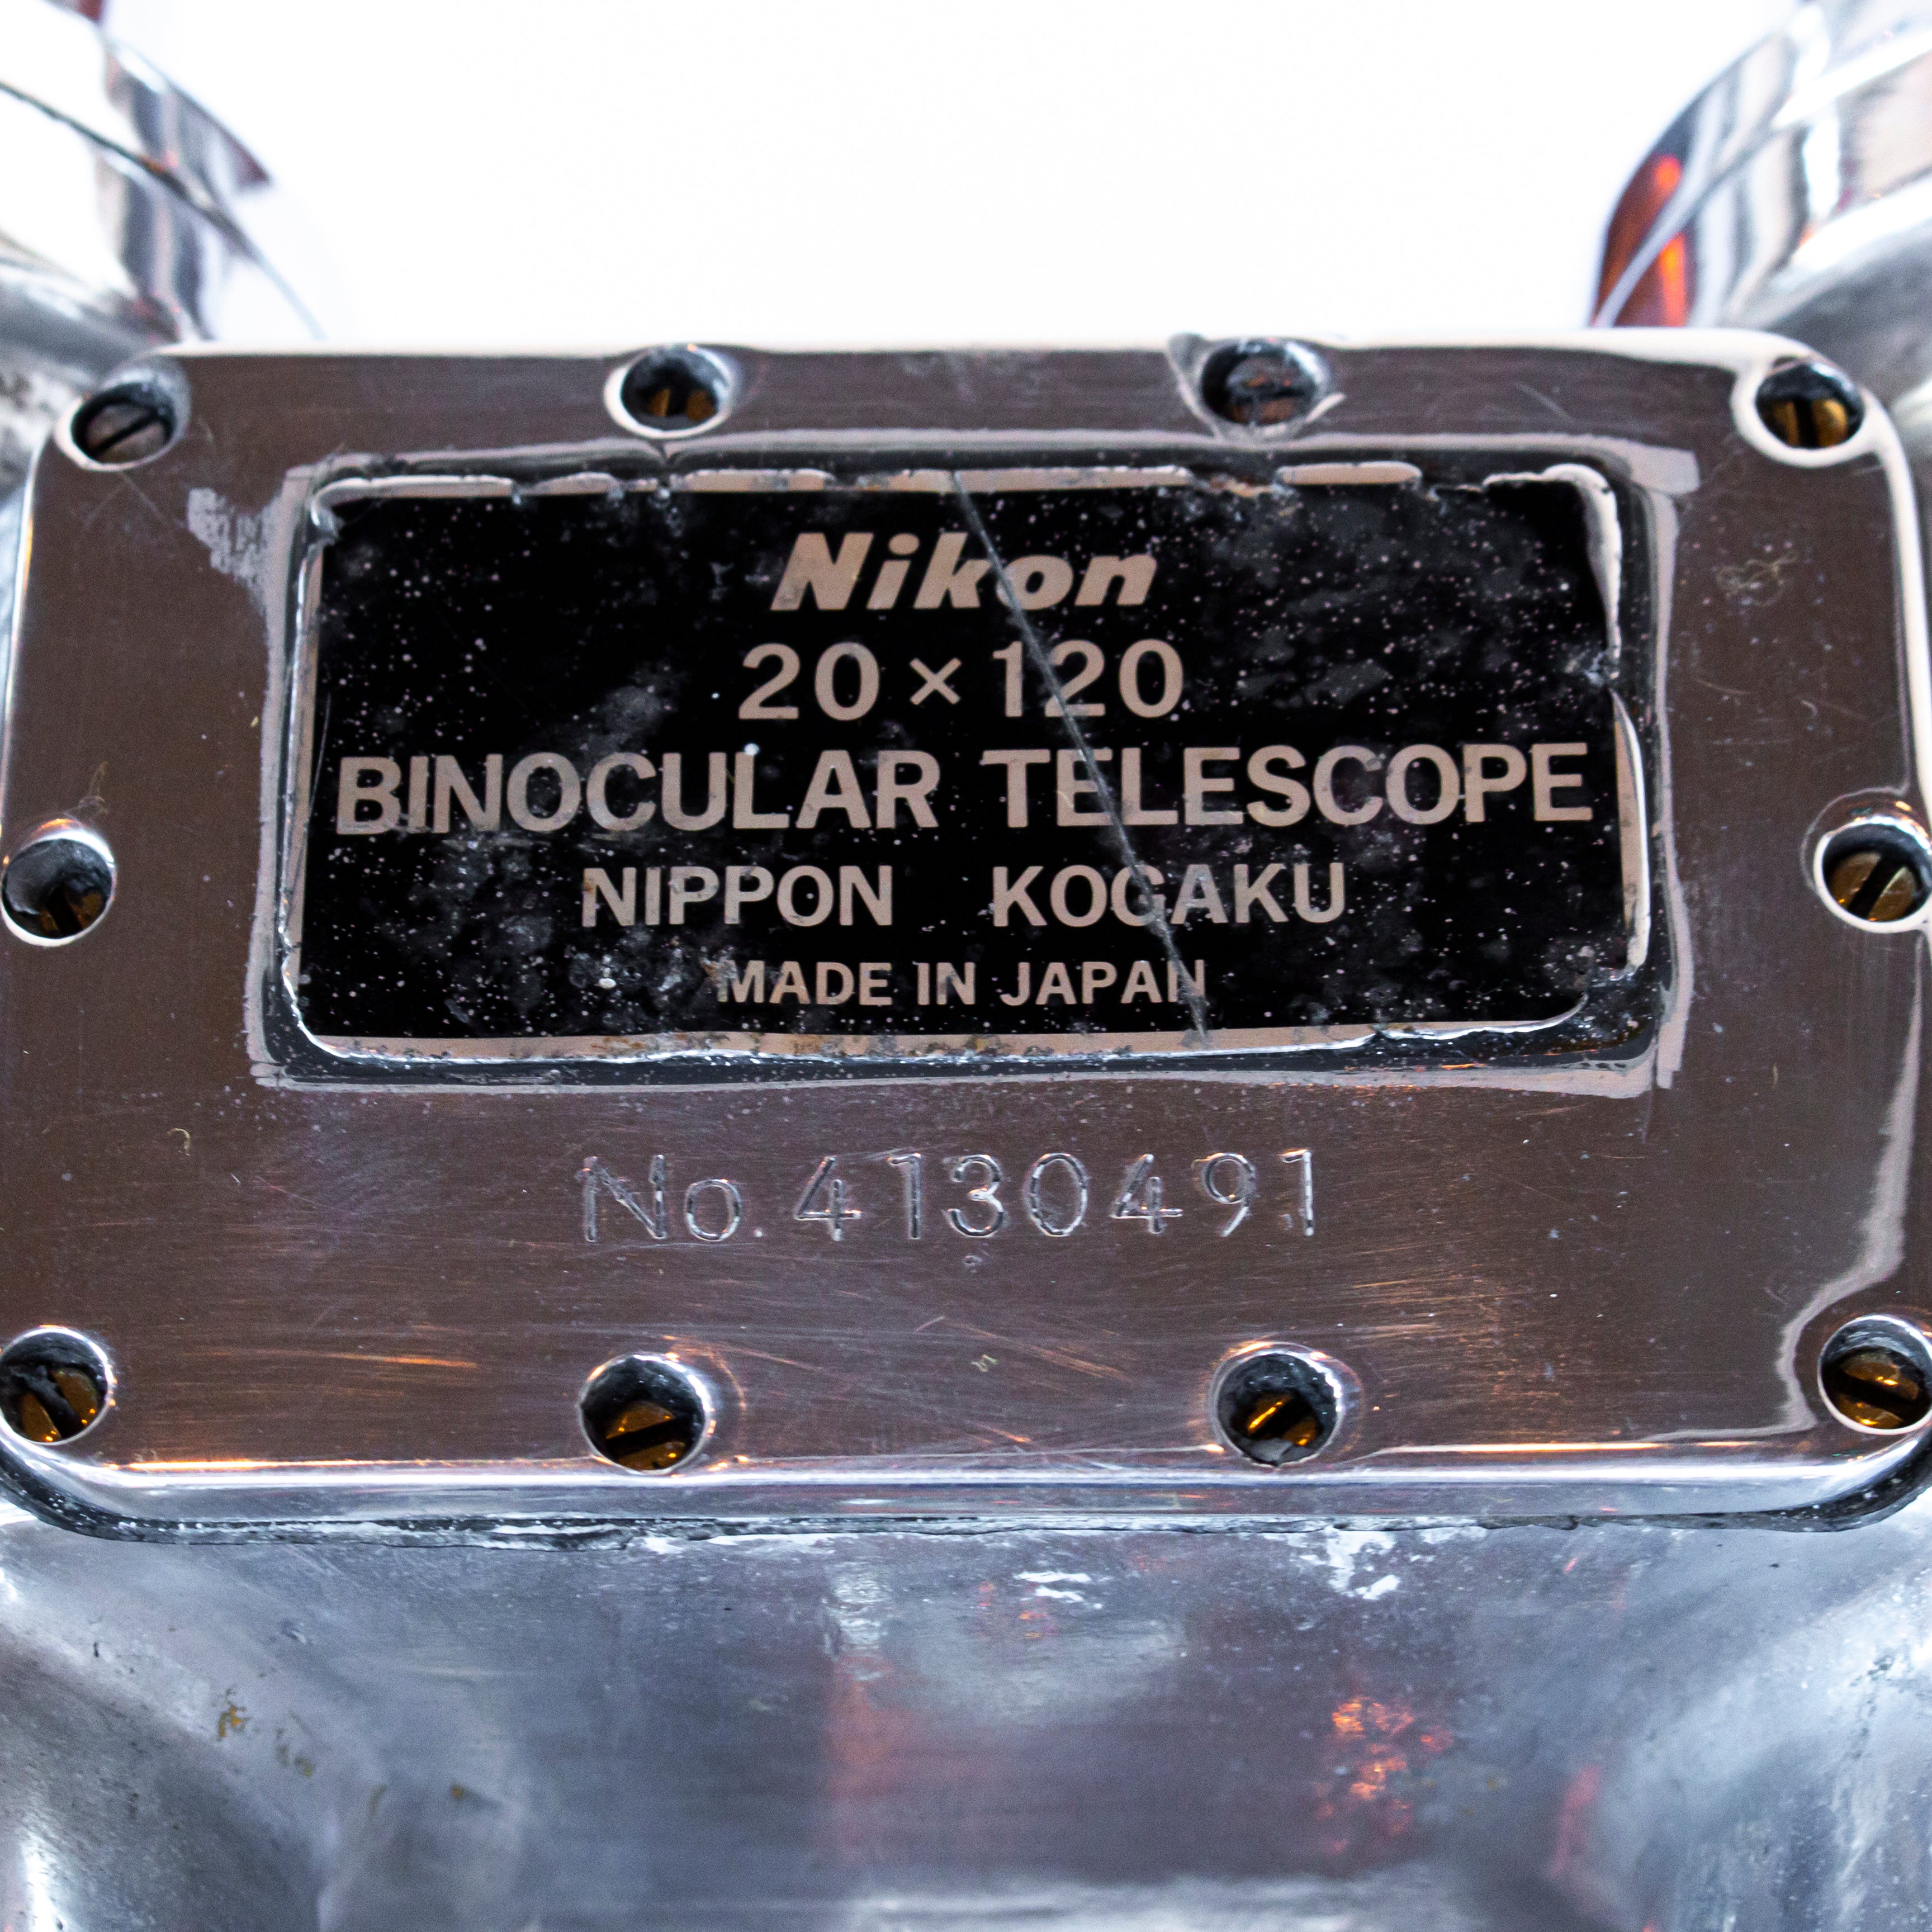 Nikon
20×120
BINOCULAR TELESCOPE
NIPPON KOGAKU
MADE IN JAPAN
No. 4130491